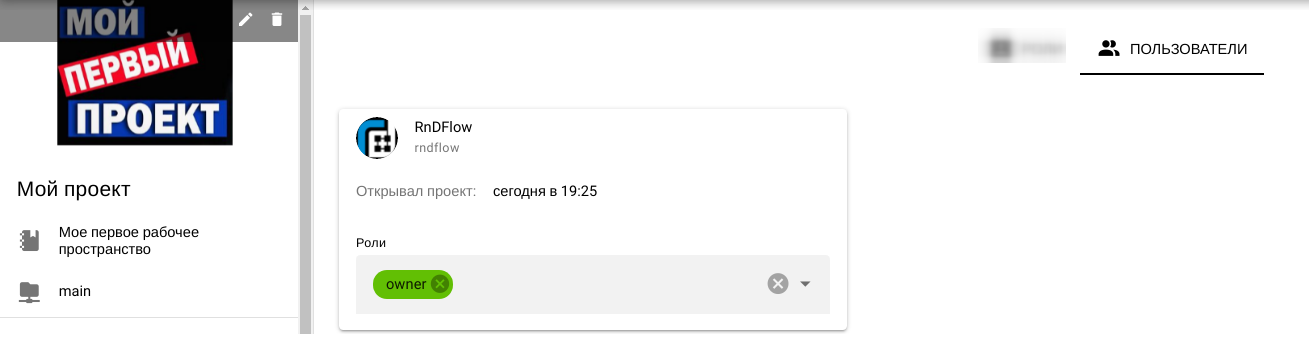 МОЙ
ПЕРВЫЙ
ПРОЕКТ
ПОЛЬЗОВАТЕЛИ
Мой проект
Мое первое рабочее
пространство
main
RnDFlow
rndflow
Открывал проект: сегодня в 19:25
Роли
owner